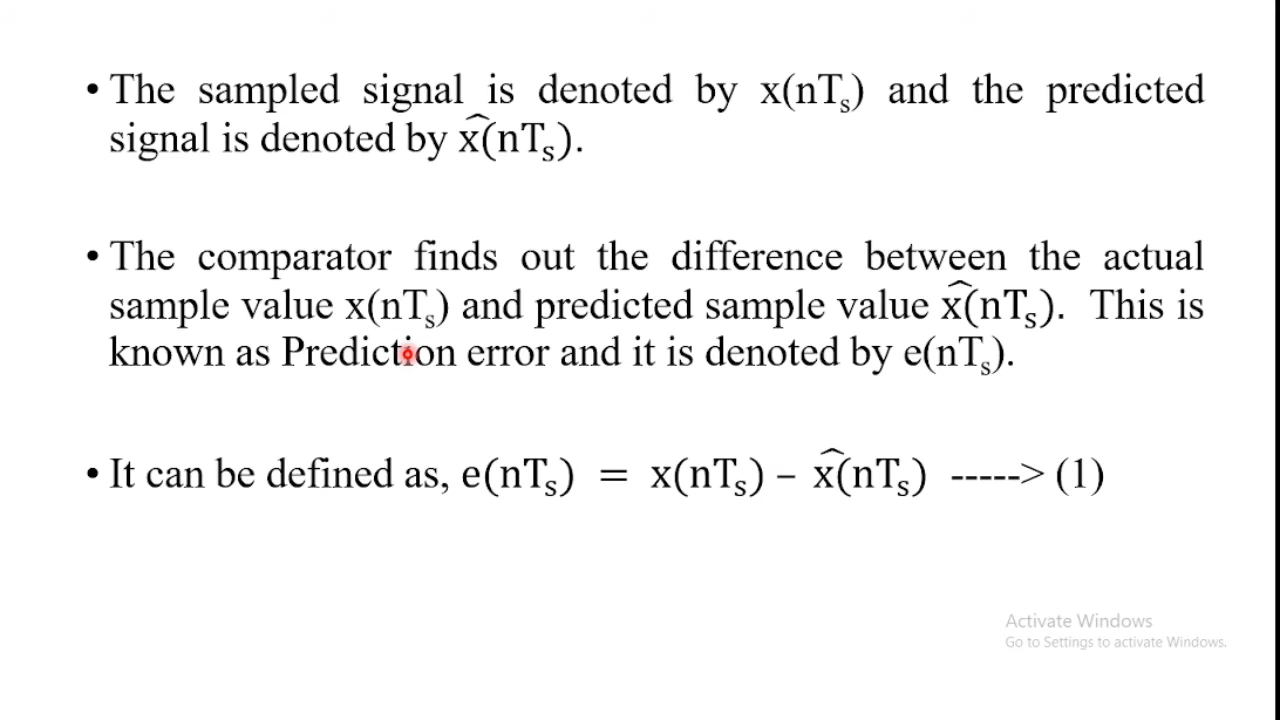 • The sampled signal is denoted by x(nTₛ) and the predicted
signal is denoted by x̂(nTₛ).
• The comparator finds out the difference between the actual
sample value x(nTₛ) and predicted sample value x̂(nTₛ). This is
known as Prediction error and it is denoted by e(nTₛ).
• It can be defined as, e(nTₛ) = x(nTₛ) – x̂(nTₛ) -----> (1)
Activate Windows
Go to Settings to activate Windows.